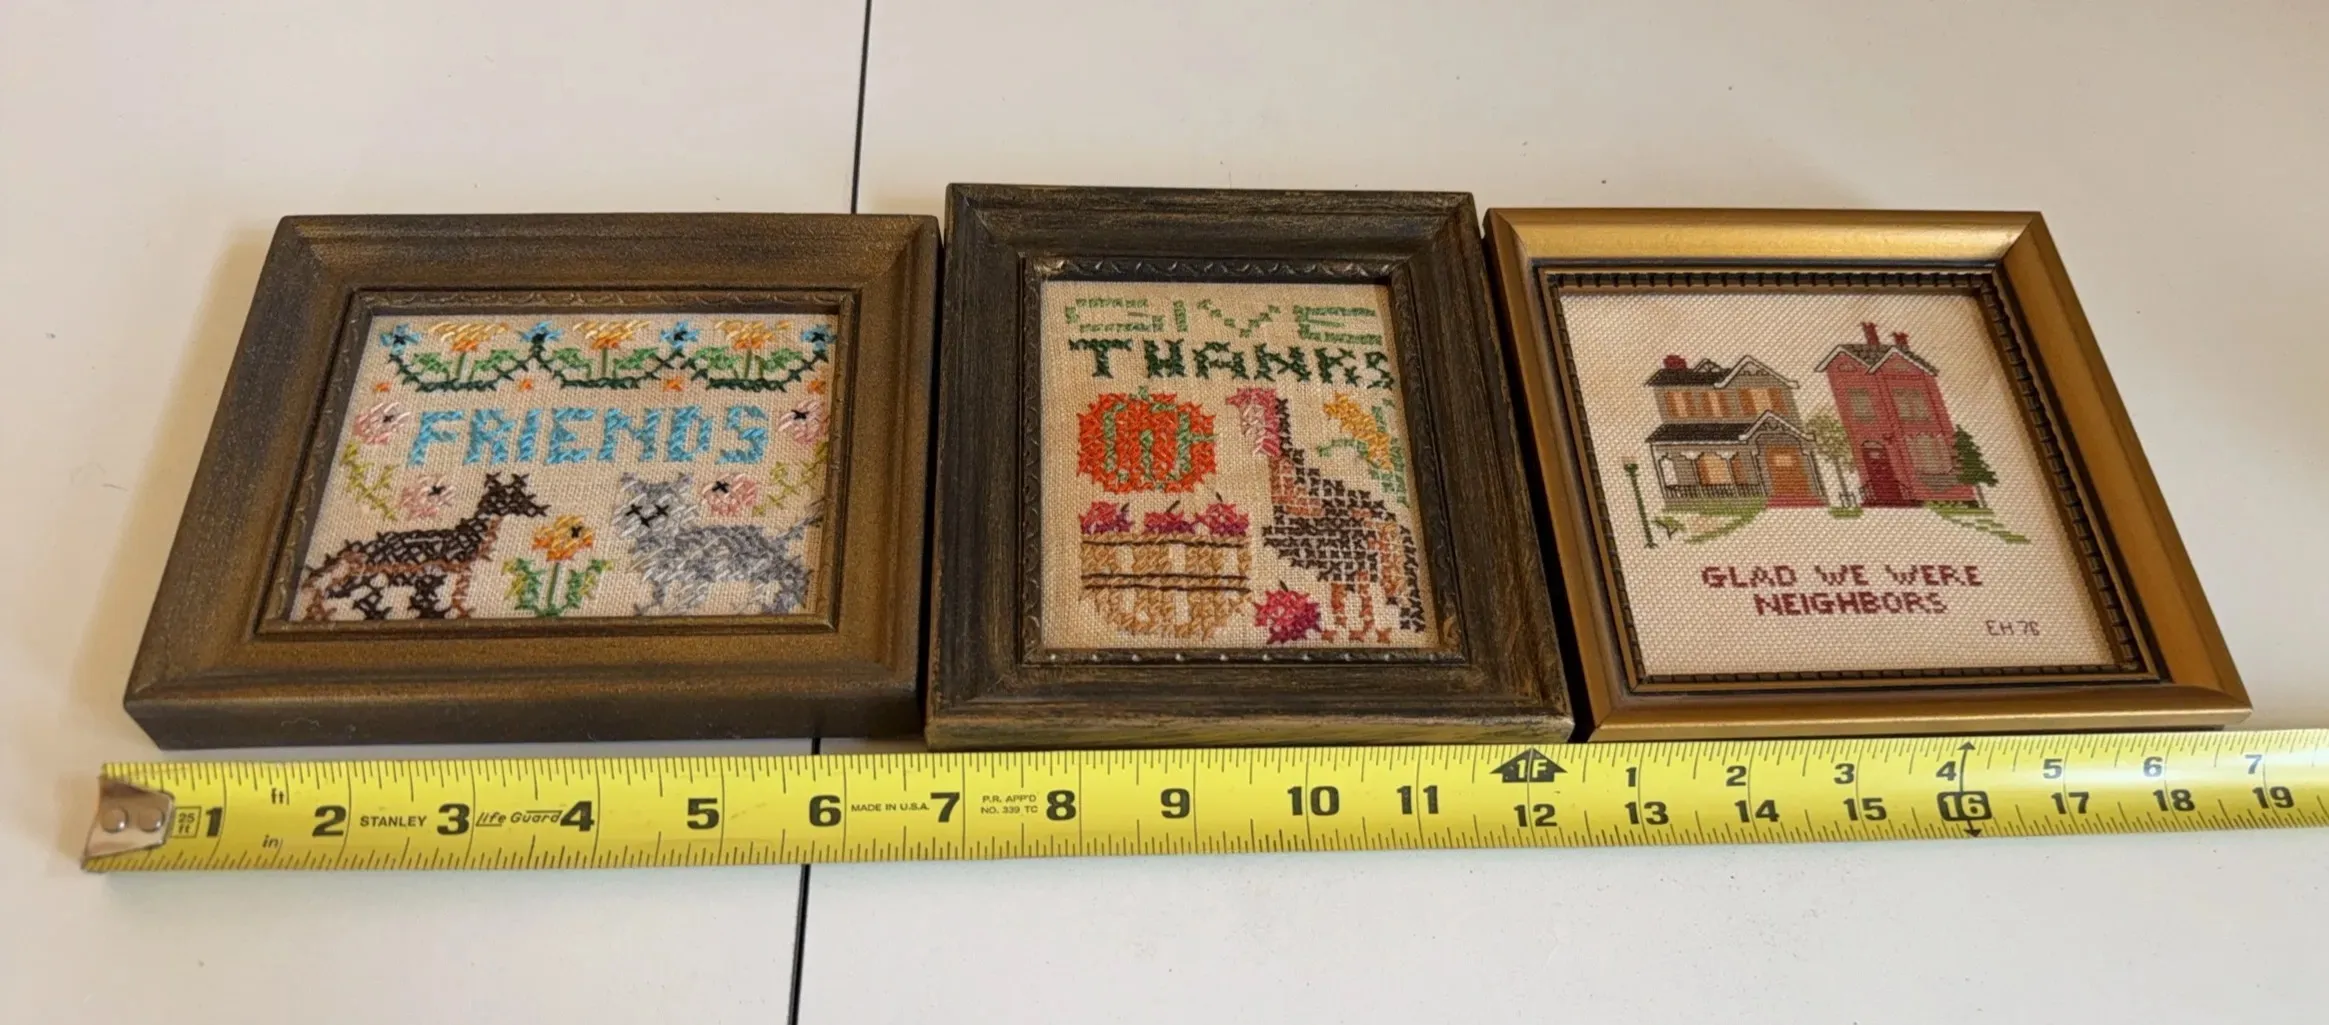 FRIENDS
GIVE
THANKS
GLAD WE WERE
NEIGHBORS
EH 76
1F 1 2 3 4 5 6 7
25 ft
ft
in
1 2 STANLEY 3 Life Guard 4 5 6 MADE IN U.S.A. 7 P.R. APP'D NO. 339 TC 8 9 10 11 12 13 14 15 16 17 18 19